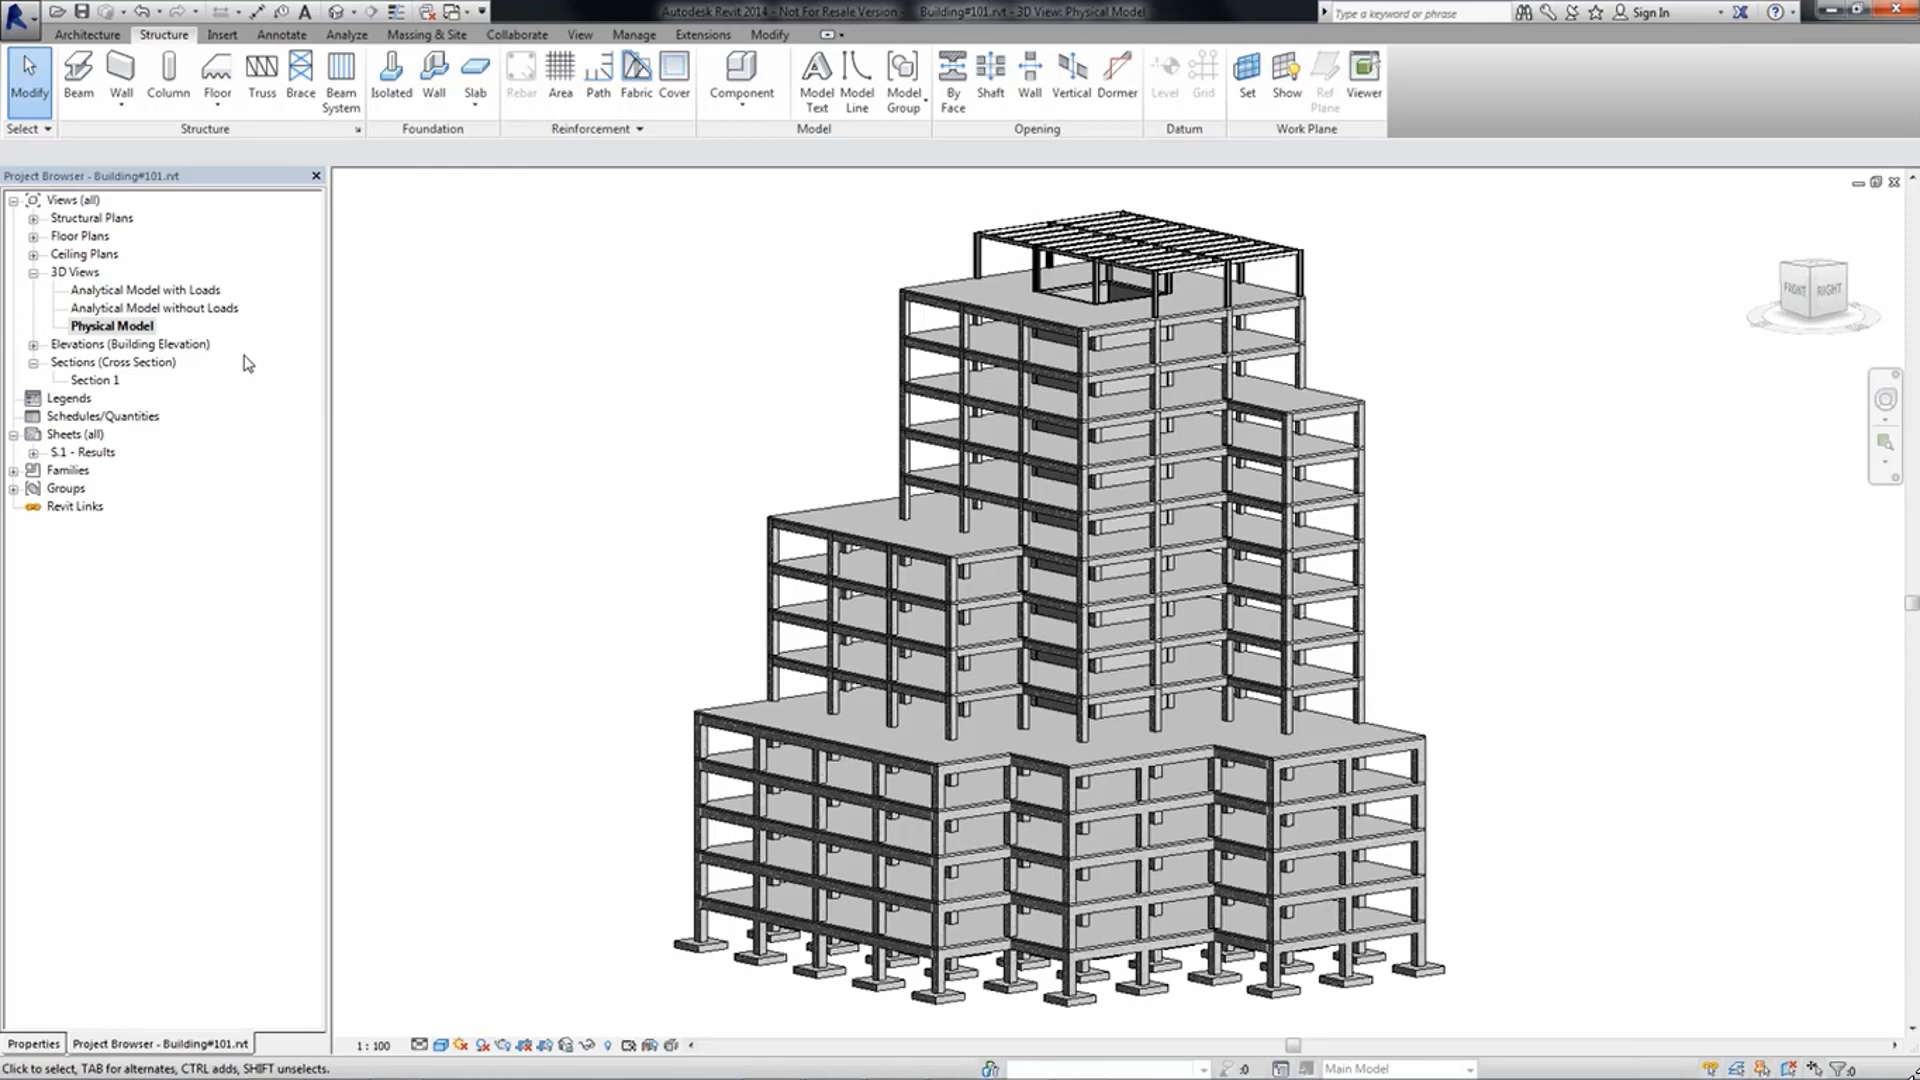 Autodesk Revit 2014 - Not For Resale Version - Building#101.rvt - 3D View: Physical Model
Type a keyword or phrase
Sign In
Architecture Structure Insert Annotate Analyze Massing & Site Collaborate View Manage Extensions Modify
Modify Beam Wall Column Floor Truss Brace Beam System Isolated Wall Slab Rebar Area Path Fabric Cover Component Model Text Model Line Model Group By Face Shaft Wall Vertical Dormer Level Grid Set Show Ref Plane Viewer
Select Structure Foundation Reinforcement Model Opening Datum Work Plane
Project Browser - Building#101.rvt
Views (all)
Structural Plans
Floor Plans
Ceiling Plans
3D Views
Analytical Model with Loads
Analytical Model without Loads
Physical Model
Elevations (Building Elevation)
Sections (Cross Section)
Section 1
Legends
Schedules/Quantities
Sheets (all)
S.1 - Results
Families
Groups
Revit Links
FRONT RIGHT
Properties Project Browser - Building#101.rvt
1 : 100
Click to select, TAB for alternates, CTRL adds, SHIFT unselects.
:0
Main Model
:0